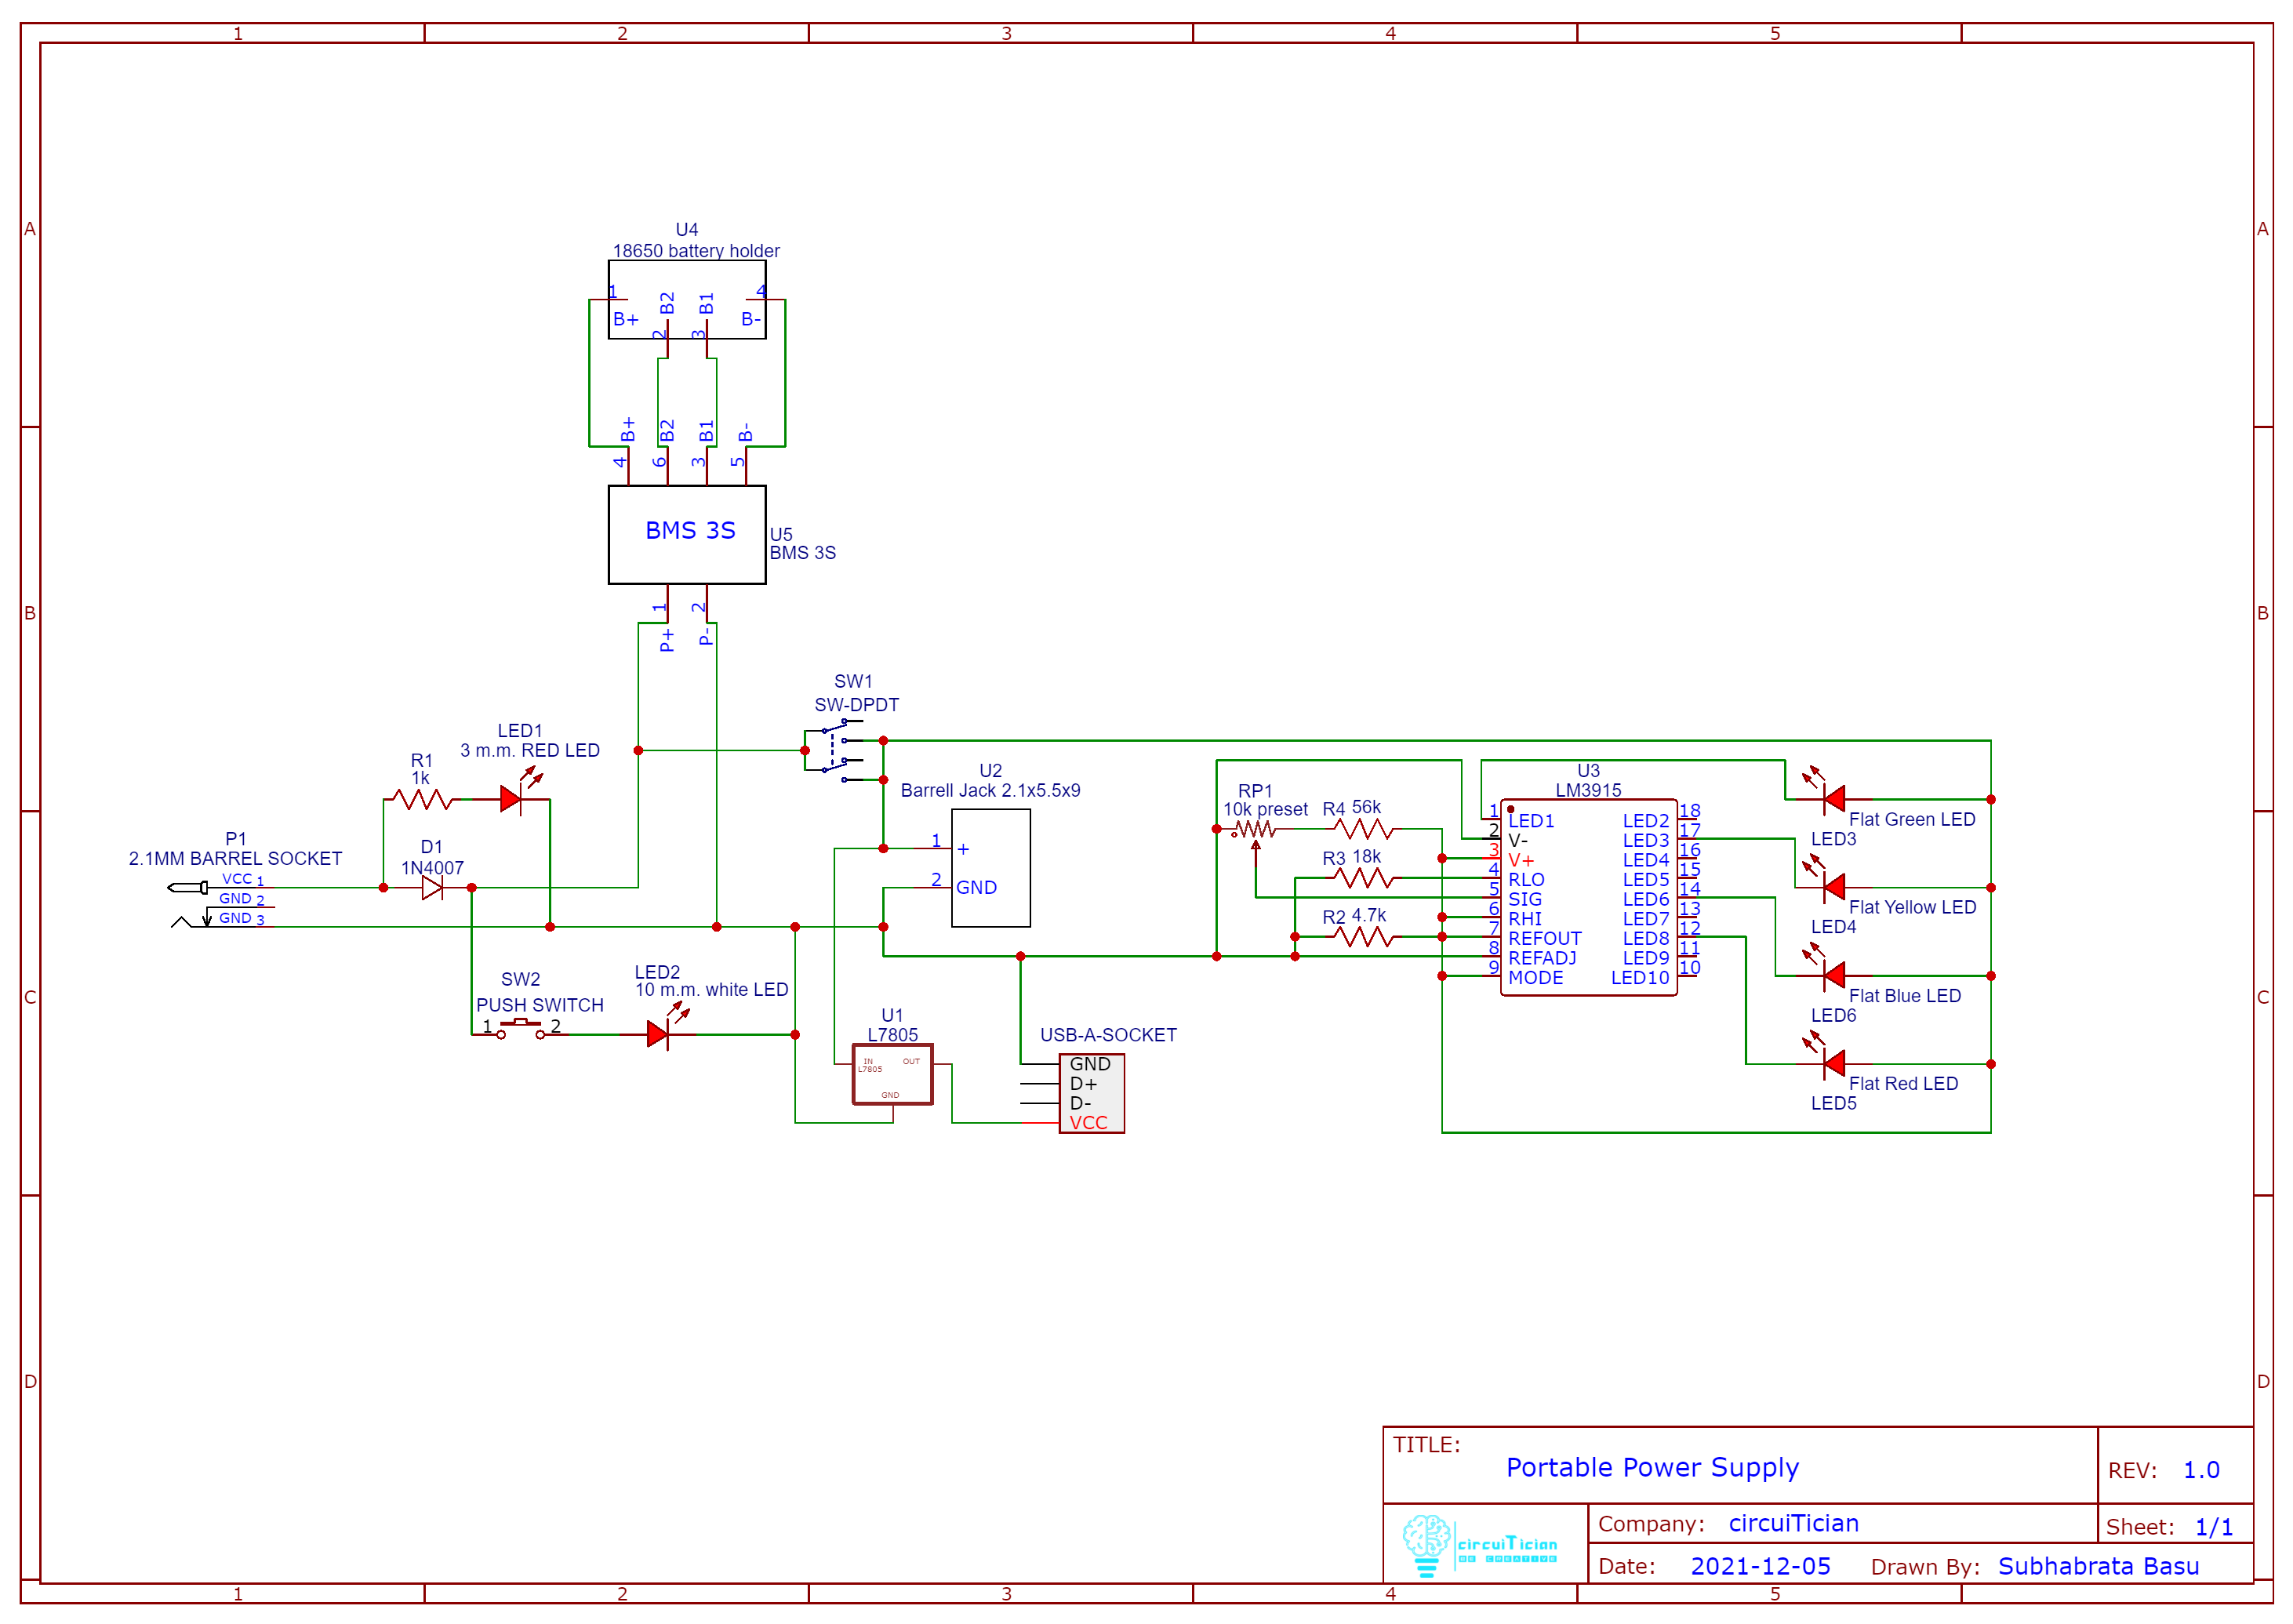 1 2 3 4 5
A A
U4
18650 battery holder
1 B2 B1 4
B+ B-
2 3
B+ B2 B1 B-
4 6 3 5
B B
BMS 3S
U5
BMS 3S
1 2
P+ P-
SW1
SW-DPDT
LED1
3 m.m. RED LED
R1
1k
U2
Barrell Jack 2.1x5.5x9
1 +
2 GND
P1
2.1MM BARREL SOCKET
VCC 1
GND 2
GND 3
D1
1N4007
RP1
10k preset
R4 56k
R3 18k
R2 4.7k
U3
LM3915
1 LED1 LED2 18
2 V- LED3 17
3 V+ LED4 16
4 RLO LED5 15
5 SIG LED6 14
6 RHI LED7 13
7 REFOUT LED8 12
8 REFADJ LED9 11
9 MODE LED10 10
Flat Green LED
LED3
Flat Yellow LED
LED4
Flat Blue LED
LED6
Flat Red LED
LED5
C C
SW2
PUSH SWITCH
1 2
LED2
10 m.m. white LED
U1
L7805
IN OUT
L7805
GND
USB-A-SOCKET
GND
D+
D-
VCC
D D
TITLE:
Portable Power Supply
REV: 1.0
circuiTician
BE CREATIVE
Company: circuiTician
Sheet: 1/1
Date: 2021-12-05 Drawn By: Subhabrata Basu
1 2 3 4 5